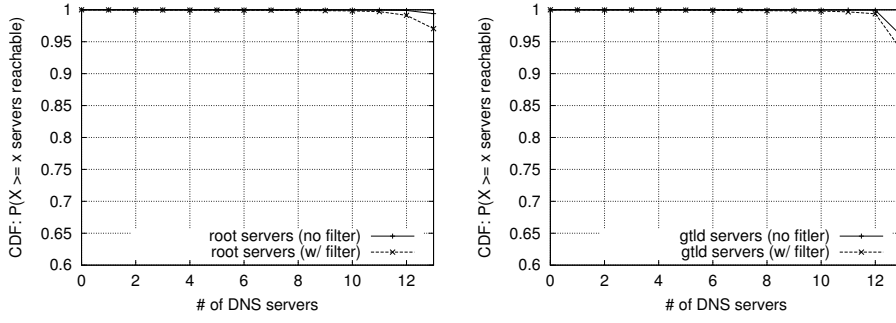 CDF: P(X >= x servers reachable)
1
0.95
0.9
0.85
0.8
0.75
0.7
0.65
0.6
root servers (no filter)
root servers (w/ filter)
0 2 4 6 8 10 12
# of DNS servers
CDF: P(X >= x servers reachable)
1
0.95
0.9
0.85
0.8
0.75
0.7
0.65
0.6
gtld servers (no fitler)
gtld servers (w/ filter)
0 2 4 6 8 10 12
# of DNS servers